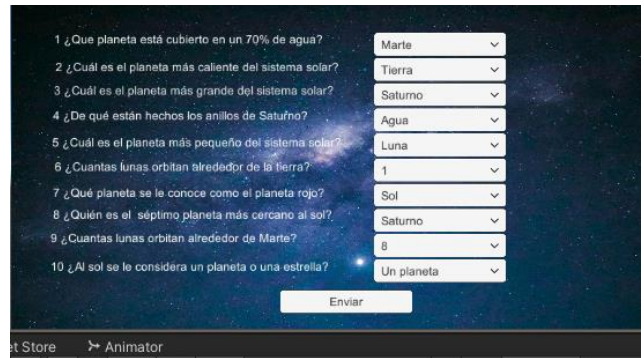 1 ¿Que planeta está cubierto en un 70% de agua? Marte
2 ¿Cuál es el planeta más caliente del sistema solar? Tierra
3 ¿Cuál es el planeta más grande del sistema solar? Saturno
4 ¿De qué están hechos los anillos de Saturno? Agua
5 ¿Cuál es el planeta más pequeño del sistema solar? Luna
6 ¿Cuantas lunas orbitan alrededor de la tierra? 1
7 ¿Qué planeta se le conoce como el planeta rojo? Sol
8 ¿Quién es el séptimo planeta más cercano al sol? Saturno
9 ¿Cuantas lunas orbitan alrededor de Marte? 8
10 ¿Al sol se le considera un planeta o una estrella? Un planeta
Enviar
et Store Animator